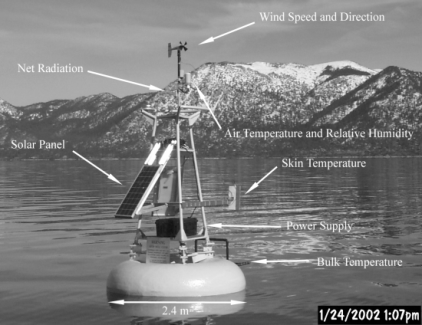 Wind Speed and Direction
Net Radiation
Air Temperature and Relative Humidity
Solar Panel
Skin Temperature
Power Supply
Bulk Temperature
2.4 m
1/24/2002 1:07pm